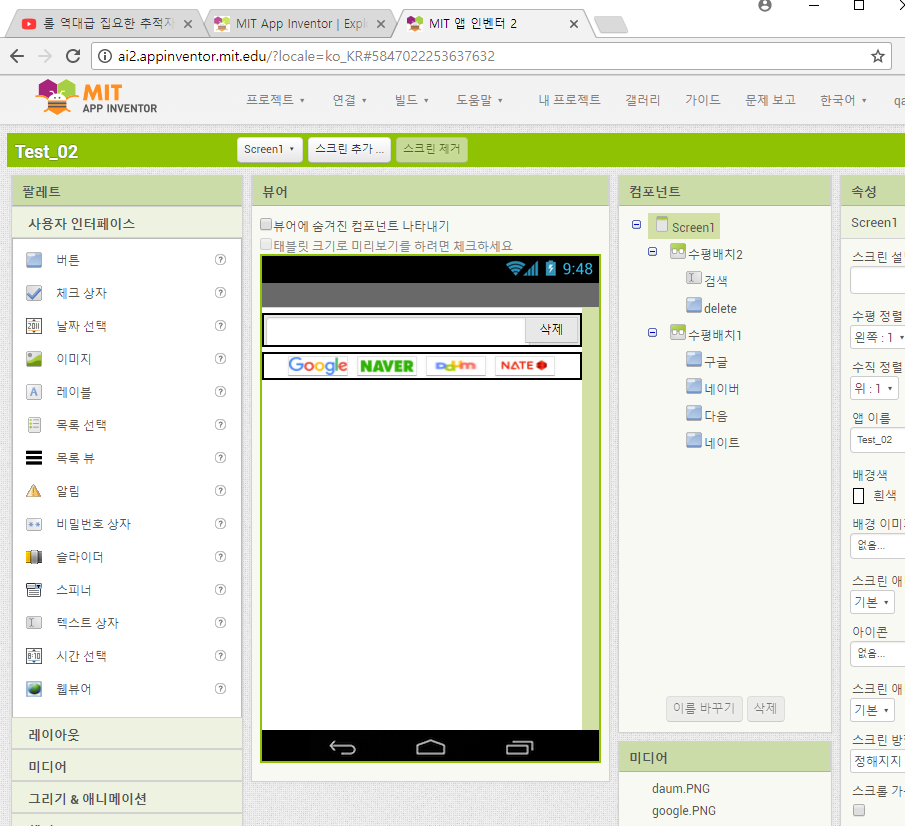 롤 역대급 집요한 추적자
MIT App Inventor | Expl
MIT 앱 인벤터 2
ai2.appinventor.mit.edu/?locale=ko_KR#5847022253637632
MIT
APP INVENTOR
프로젝트 연결 빌드 도움말 내 프로젝트 갤러리 가이드 문제 보고 한국어
Test_02
Screen1 스크린 추가 ... 스크린 제거
팔레트
사용자 인터페이스
버튼
체크 상자
날짜 선택
이미지
레이블
목록 선택
목록 뷰
알림
비밀번호 상자
슬라이더
스피너
텍스트 상자
시간 선택
웹뷰어
레이아웃
미디어
그리기 & 애니메이션
뷰어
뷰어에 숨겨진 컴포넌트 나타내기
태블릿 크기로 미리보기를 하려면 체크하세요
9:48
삭제
Google NAVER Daum NATE
컴포넌트
Screen1
수평배치2
검색
delete
수평배치1
구글
네이버
다음
네이트
이름 바꾸기 삭제
미디어
daum.PNG
google.PNG
속성
Screen1
스크린 설
수평 정렬
왼쪽 : 1
수직 정렬
위 : 1
앱 이름
Test_02
배경색
흰색
배경 이미
없음...
스크린 애
기본
아이콘
없음...
스크린 애
기본
스크린 방
정해지지
스크롤 가